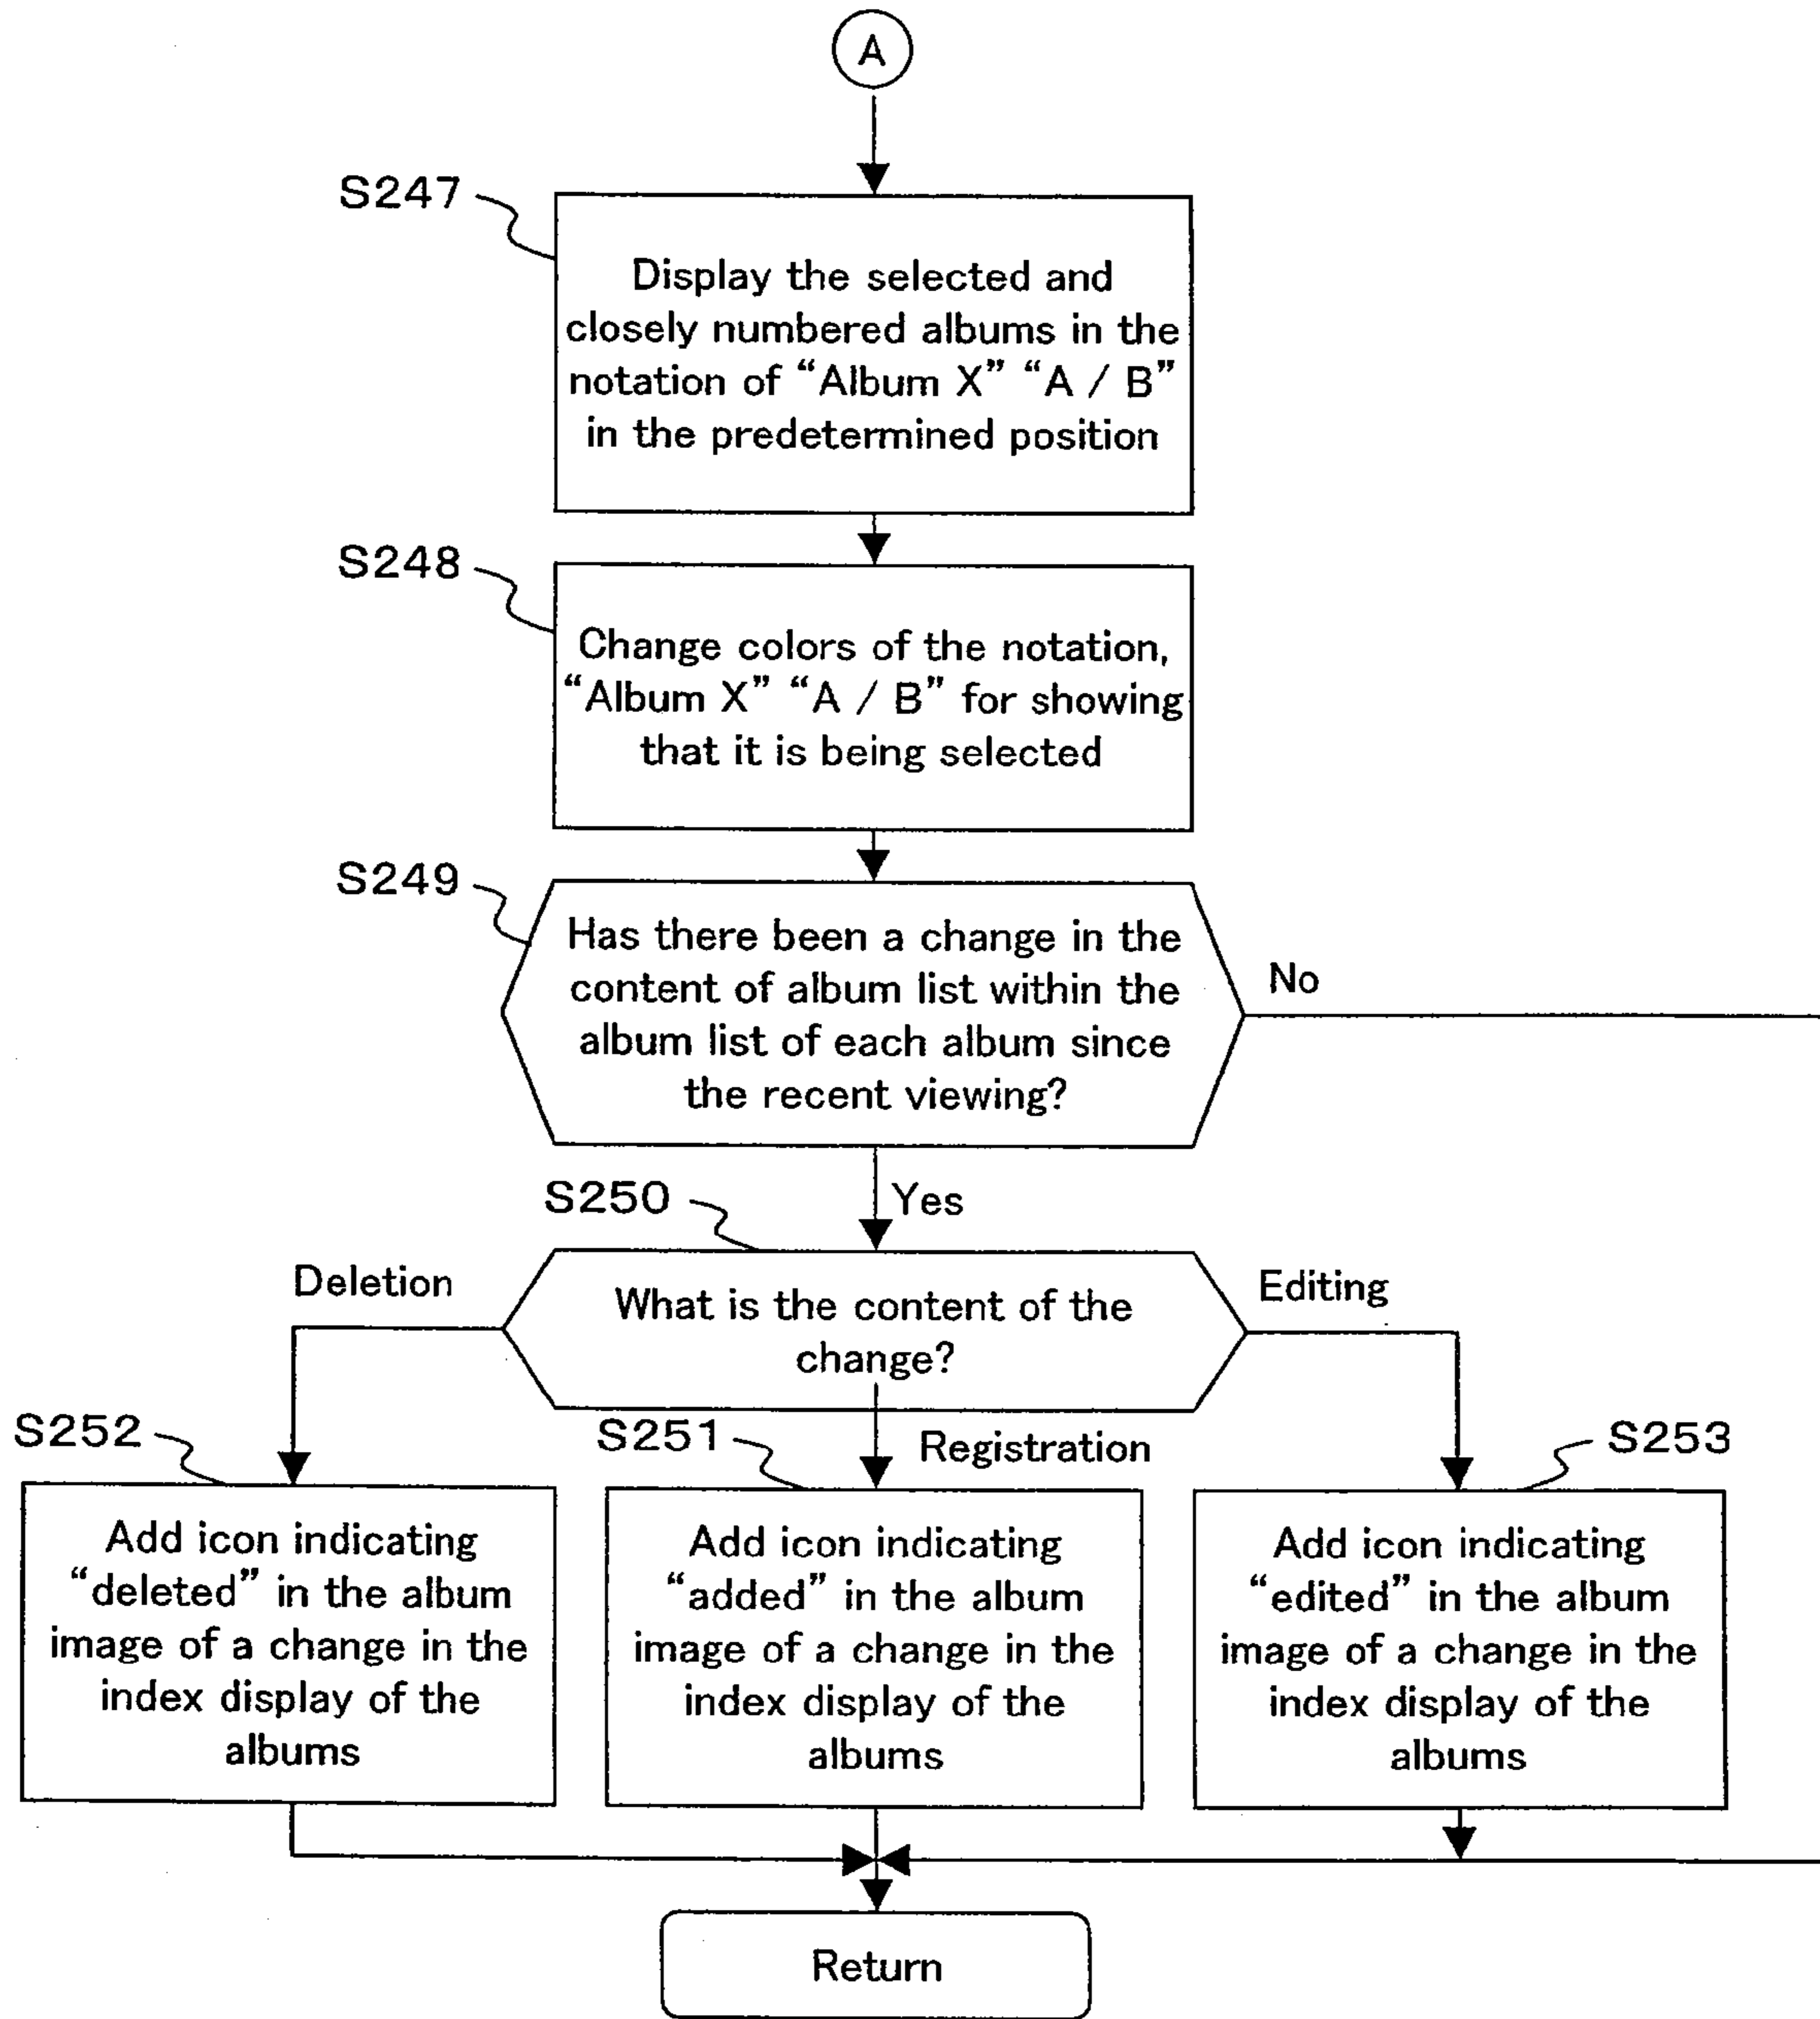 A
S247
Display the selected and
closely numbered albums in the
notation of “Album X” “A / B”
in the predetermined position
S248
Change colors of the notation,
“Album X” “A / B” for showing
that it is being selected
S249
Has there been a change in the
content of album list within the
album list of each album since
the recent viewing?
No
Yes
S250
What is the content of the
change?
Deletion
Editing
Registration
S252
Add icon indicating
“deleted” in the album
image of a change in the
index display of the
albums
S251
Add icon indicating
“added” in the album
image of a change in the
index display of the
albums
S253
Add icon indicating
“edited” in the album
image of a change in the
index display of the
albums
Return